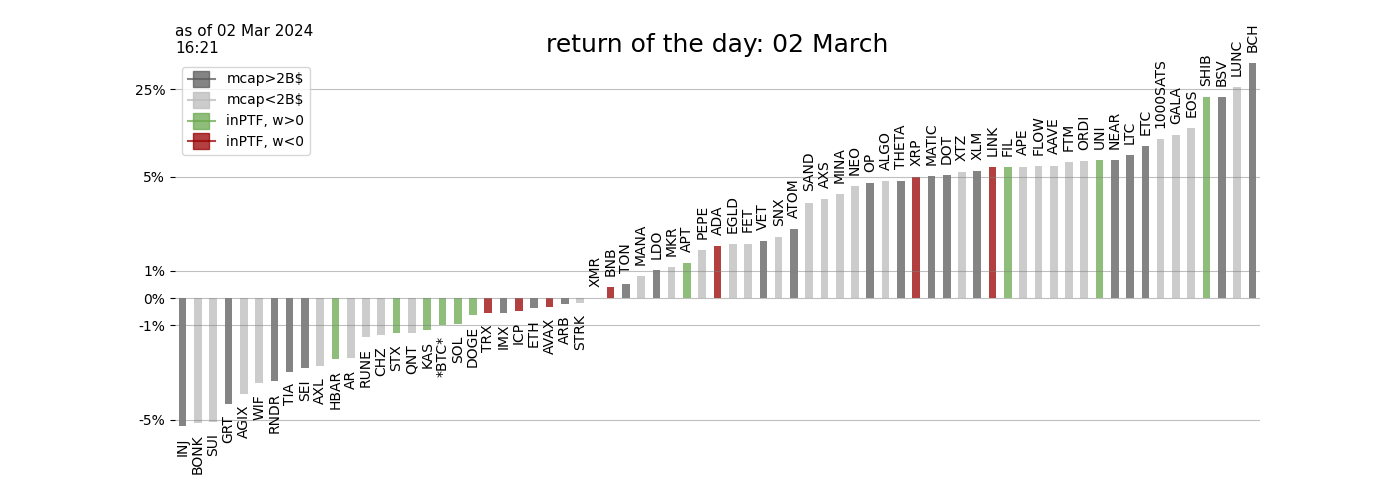 as of 02 Mar 2024
16:21
return of the day: 02 March
mcap>2B$
mcap<2B$
inPTF, w>0
inPTF, w<0
25%
5%
1%
0%
-1%
-5%
INJ
BONK
SUI
GRT
AGIX
WIF
RNDR
TIA
SEI
AXL
HBAR
AR
RUNE
CHZ
STX
QNT
KAS
*BTC*
SOL
DOGE
TRX
IMX
ICP
ETH
AVAX
ARB
STRK
XMR
BNB
TON
MANA
LDO
MKR
APT
PEPE
ADA
EGLD
FET
VET
SNX
ATOM
SAND
AXS
MINA
NEO
OP
ALGO
THETA
XRP
MATIC
DOT
XTZ
XLM
LINK
FIL
APE
FLOW
AAVE
FTM
ORDI
UNI
NEAR
LTC
ETC
1000SATS
GALA
EOS
SHIB
BSV
LUNC
BCH